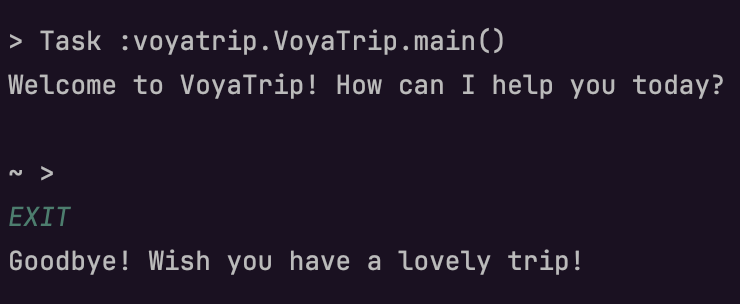 > Task :voyatrip.VoyaTrip.main()
Welcome to VoyaTrip! How can I help you today?
~ >
EXIT
Goodbye! Wish you have a lovely trip!